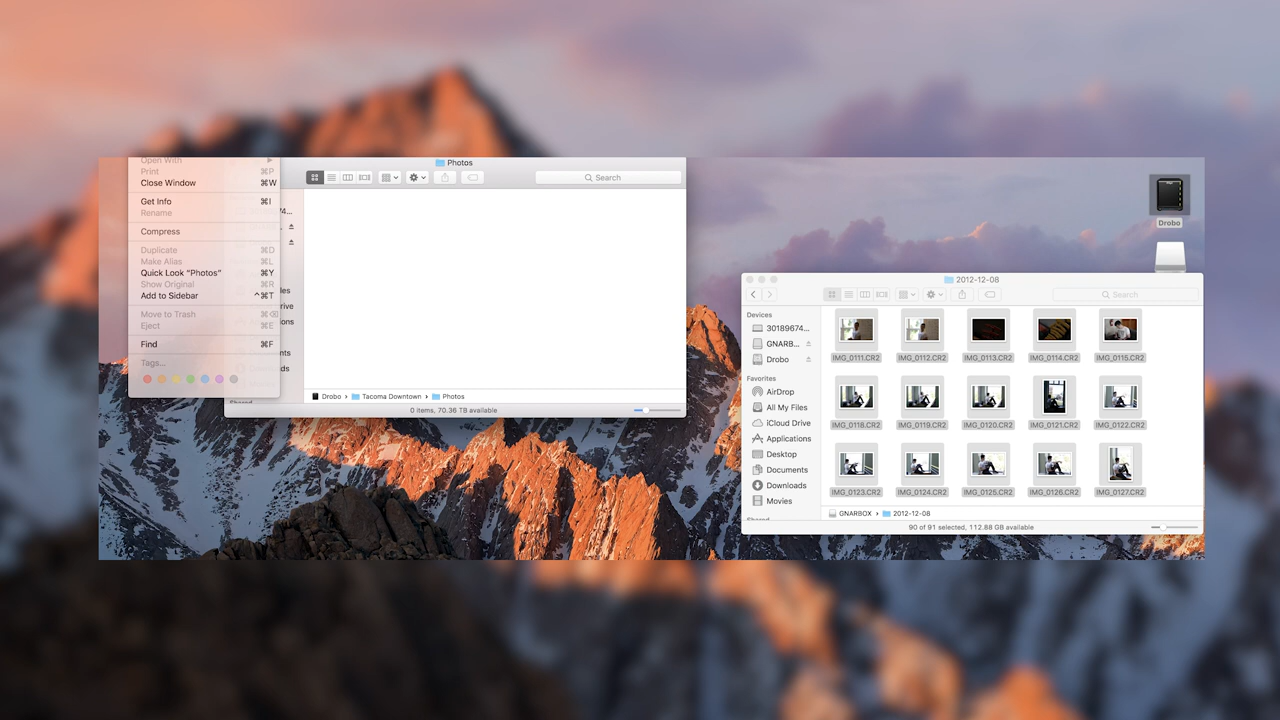 Open With
Print ⌘P
Close Window ⌘W
Get Info ⌘I
Rename
Compress
Duplicate ⌘D
Make Alias ⌘L
Quick Look “Photos” ⌘Y
Show Original ⌘R
Add to Sidebar ^⌘T
Move to Trash ⌘⌫
Eject ⌘E
Find ⌘F
Tags...
Photos
Search
Drobo › Tacoma Downtown › Photos
0 items, 70.36 TB available
Drobo
2012-12-08
Search
Devices
30189674...
GNARB...
Drobo
Favorites
AirDrop
All My Files
iCloud Drive
Applications
Desktop
Documents
Downloads
Movies
IMG_0111.CR2 IMG_0112.CR2 IMG_0113.CR2 IMG_0114.CR2 IMG_0115.CR2
IMG_0118.CR2 IMG_0119.CR2 IMG_0120.CR2 IMG_0121.CR2 IMG_0122.CR2
IMG_0123.CR2 IMG_0124.CR2 IMG_0125.CR2 IMG_0126.CR2 IMG_0127.CR2
GNARBOX › 2012-12-08
90 of 91 selected, 112.88 GB available